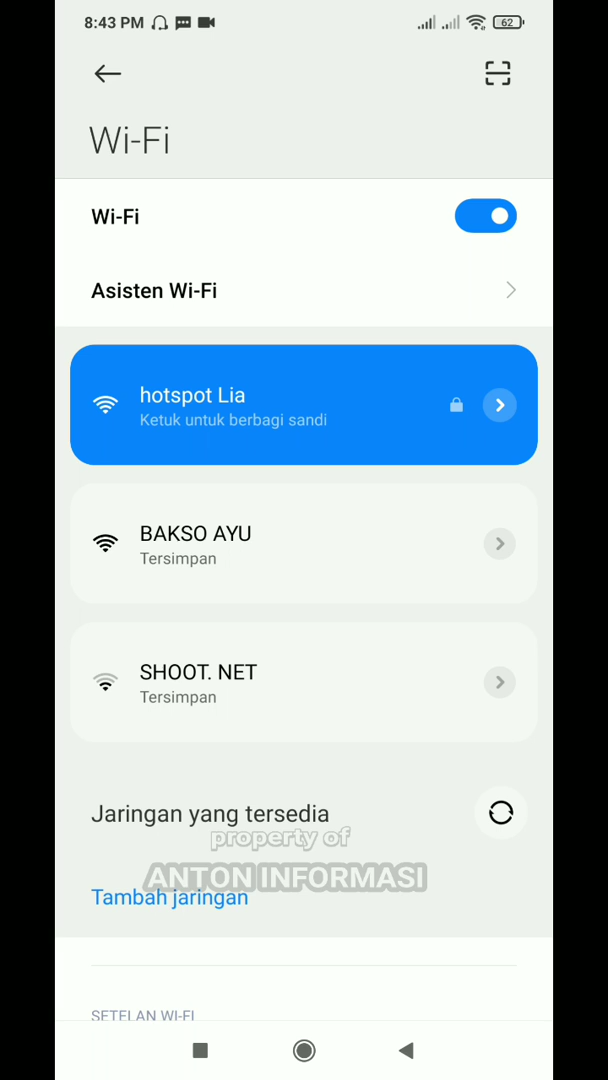 8:43 PM
62
Wi-Fi
Wi-Fi
Asisten Wi-Fi
hotspot Lia
Ketuk untuk berbagi sandi
BAKSO AYU
Tersimpan
SHOOT. NET
Tersimpan
Jaringan yang tersedia
property of
ANTON INFORMASI
Tambah jaringan
SETELAN WI-FI